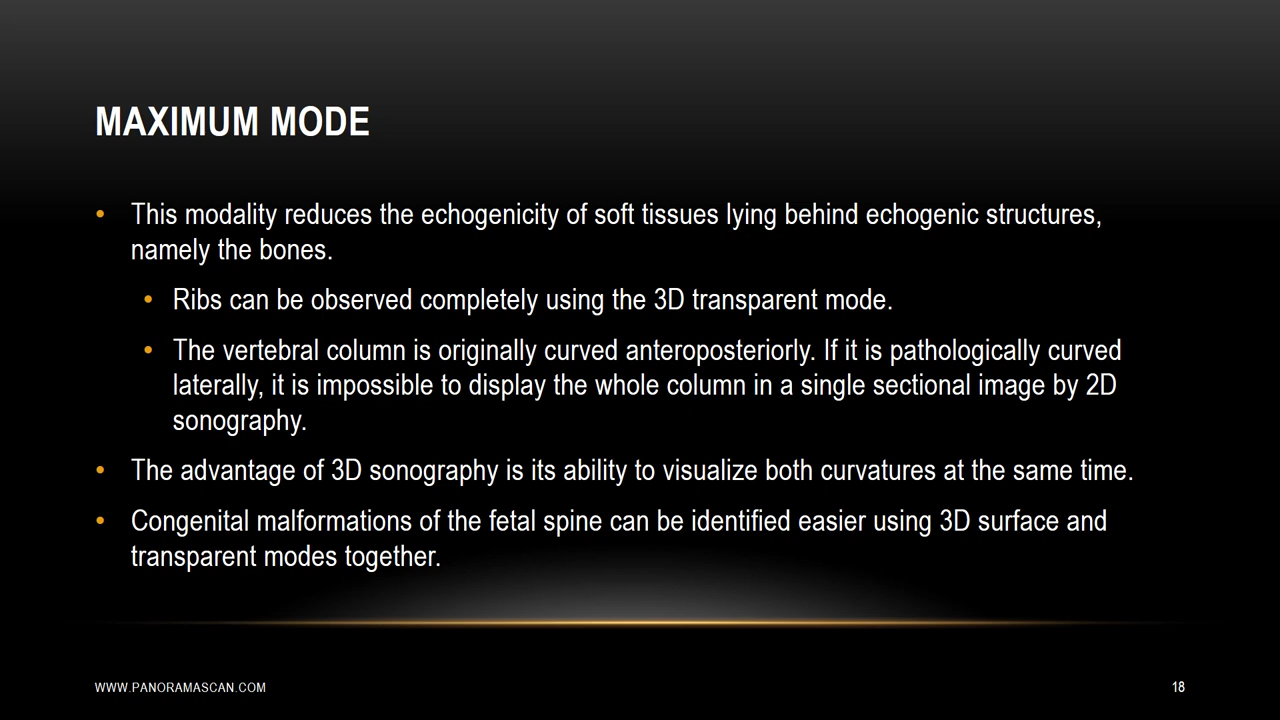 MAXIMUM MODE
• This modality reduces the echogenicity of soft tissues lying behind echogenic structures,
namely the bones.
• Ribs can be observed completely using the 3D transparent mode.
• The vertebral column is originally curved anteroposteriorly. If it is pathologically curved
laterally, it is impossible to display the whole column in a single sectional image by 2D
sonography.
• The advantage of 3D sonography is its ability to visualize both curvatures at the same time.
• Congenital malformations of the fetal spine can be identified easier using 3D surface and
transparent modes together.
WWW.PANORAMASCAN.COM
18